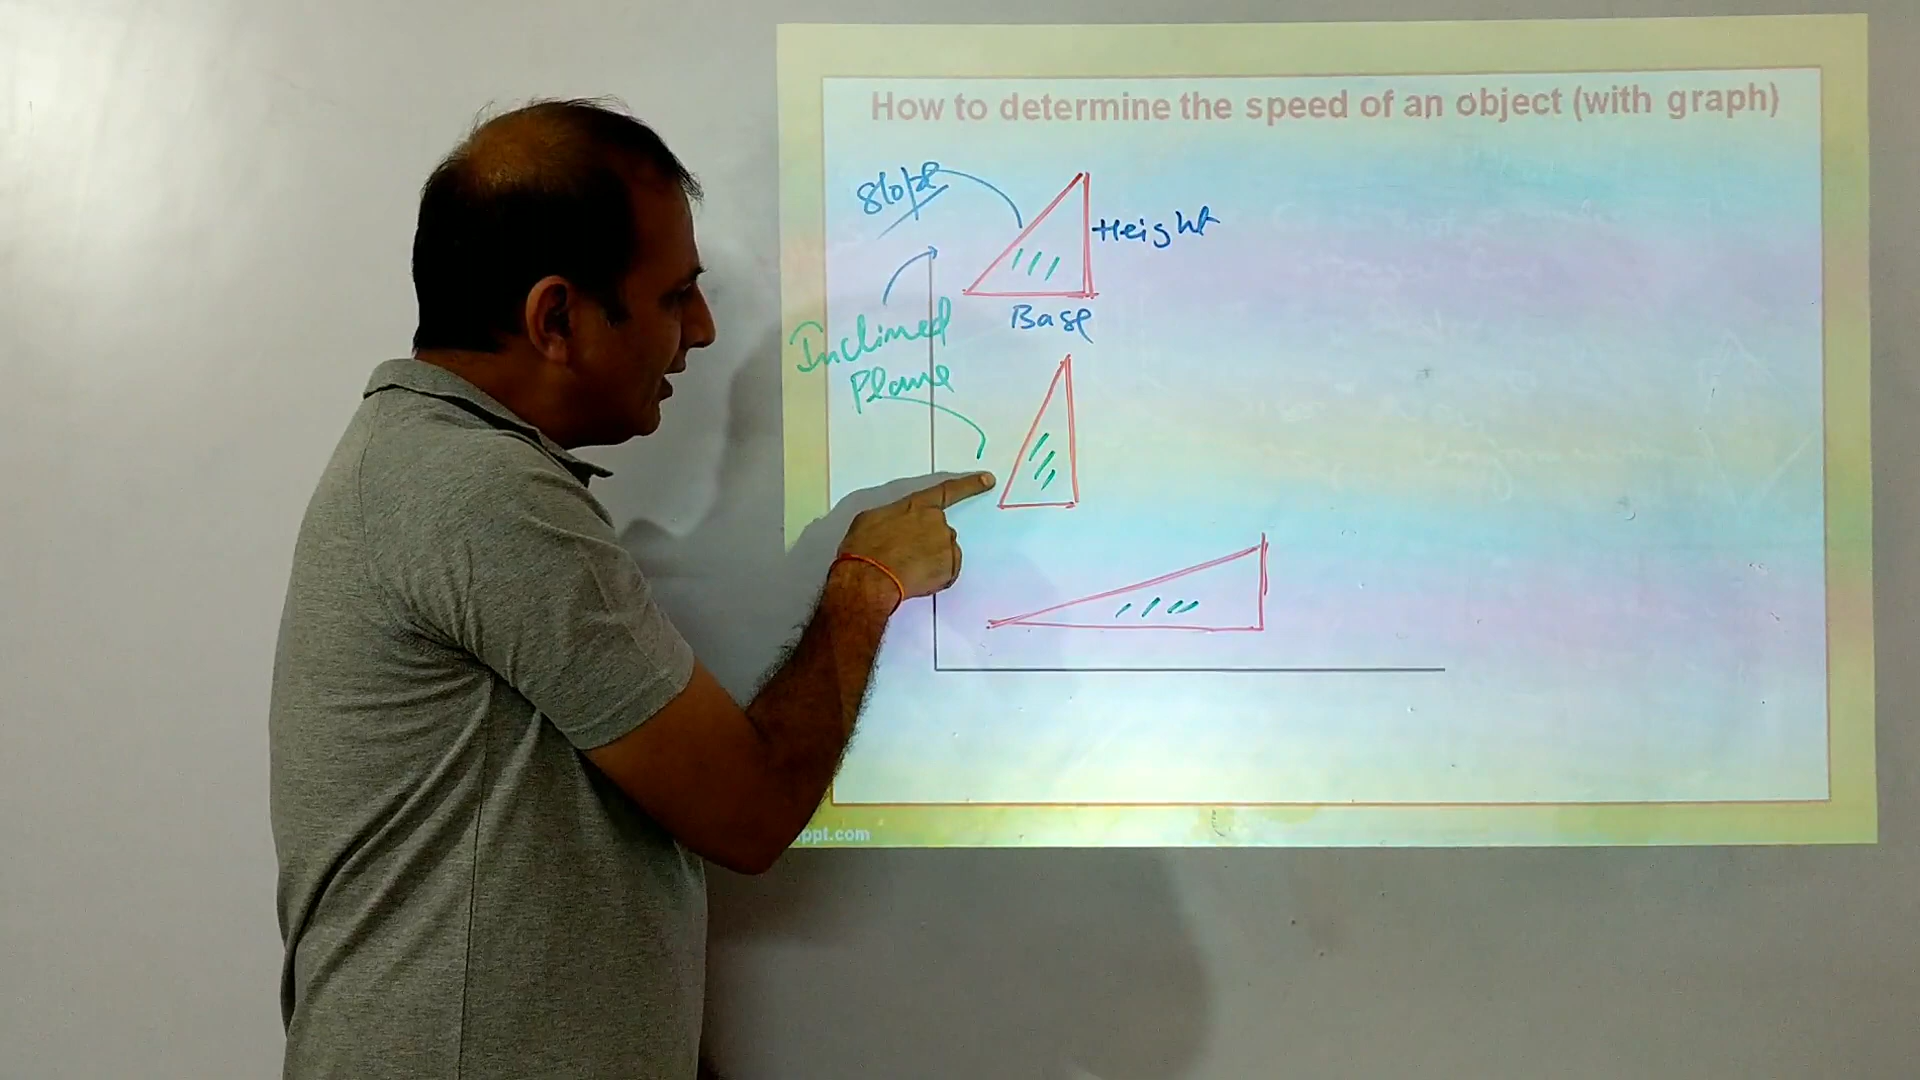 How to determine the speed of an object (with graph)
Slope
Height
Base
Inclined
Plane
ppt.com